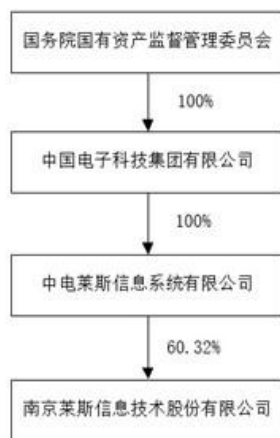 国务院国有资产监督管理委员会
100%
中国电子科技集团有限公司
100%
中电莱斯信息系统有限公司
60.32%
南京莱斯信息技术股份有限公司